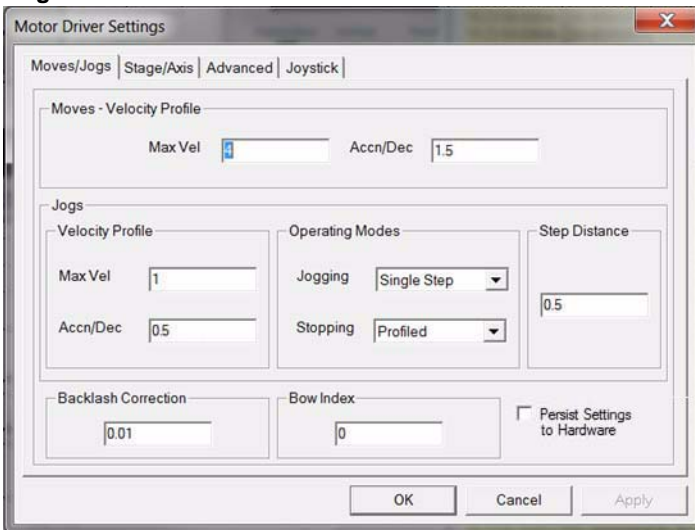 Motor Driver Settings
Moves/Jogs Stage/Axis Advanced Joystick
Moves - Velocity Profile
Max Vel 4 Accn/Dec 1.5
Jogs
Velocity Profile Operating Modes Step Distance
Max Vel 1 Jogging Single Step
0.5
Accn/Dec 0.5 Stopping Profiled
Backlash Correction Bow Index
Persist Settings
to Hardware
0.01 0
OK Cancel Apply